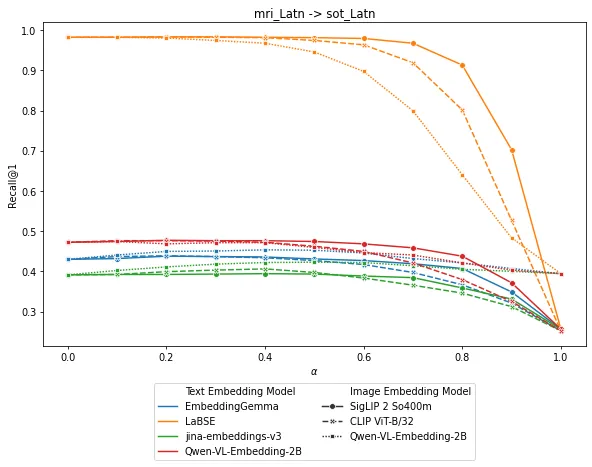 mri_Latn -> sot_Latn
Recall@1
1.0
0.9
0.8
0.7
0.6
0.5
0.4
0.3
0.0 0.2 0.4 0.6 0.8 1.0
α
Text Embedding Model Image Embedding Model
EmbeddingGemma SigLIP 2 So400m
LaBSE CLIP ViT-B/32
jina-embeddings-v3 Qwen-VL-Embedding-2B
Qwen-VL-Embedding-2B